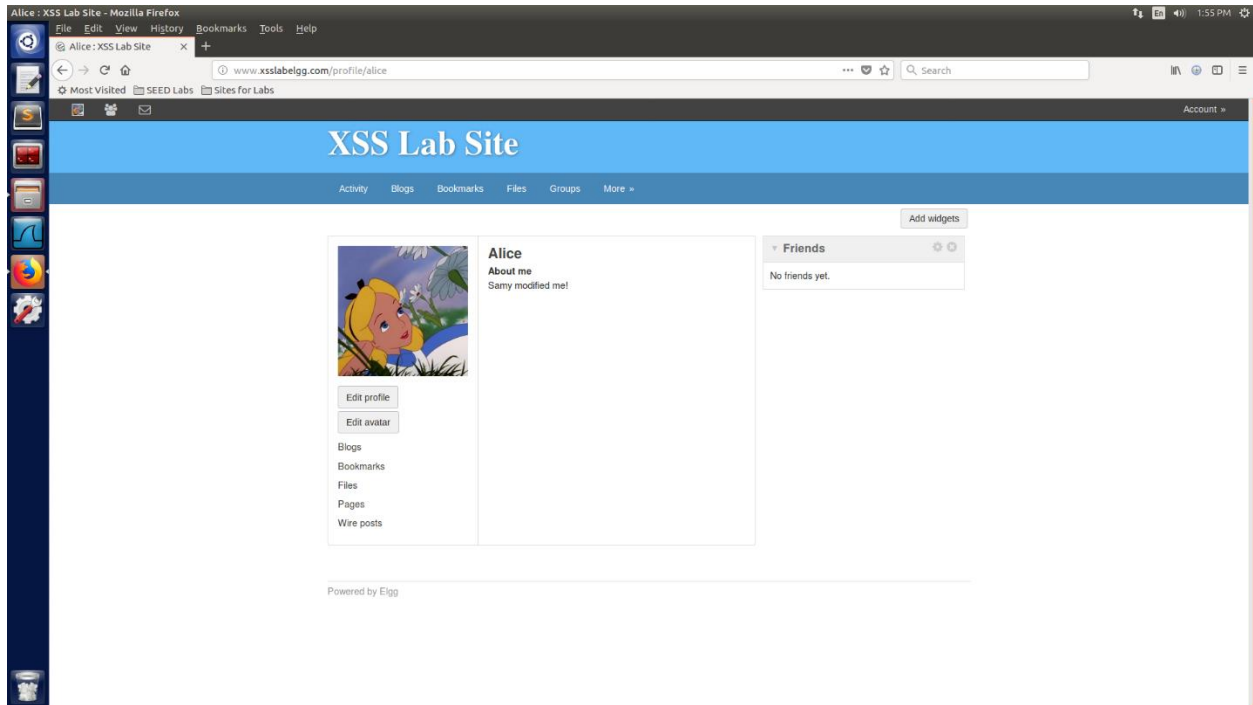 Alice : XSS Lab Site - Mozilla Firefox
En 1:55 PM
File Edit View History Bookmarks Tools Help
Alice : XSS Lab Site
www.xsslabelgg.com/profile/alice
Search
Most Visited SEED Labs Sites for Labs
Account »
XSS Lab Site
Activity Blogs Bookmarks Files Groups More »
Add widgets
Alice
About me
Samy modified me!
Friends
No friends yet.
Edit profile
Edit avatar
Blogs
Bookmarks
Files
Pages
Wire posts
Powered by Elgg